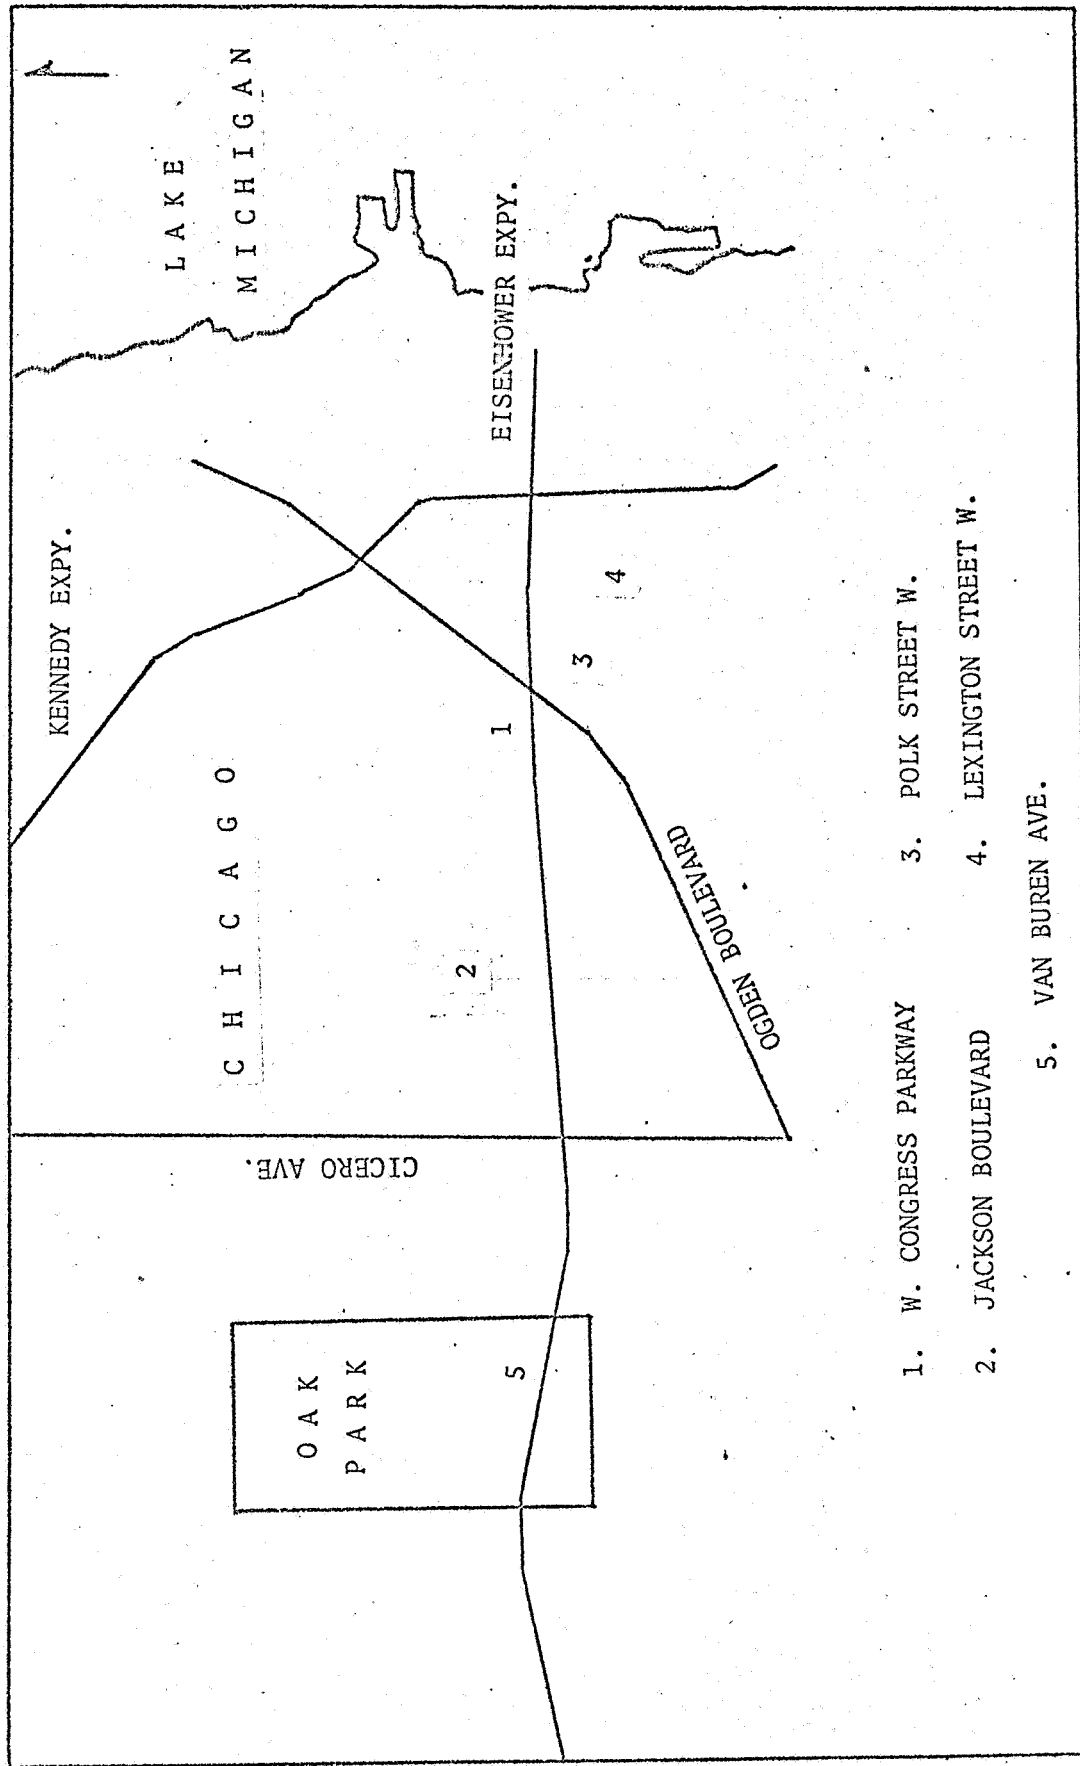 KENNEDY EXPY.
LAKE
MICHIGAN
CHICAGO
EISENHOWER EXPY.
CICERO AVE.
OAK
PARK
OGDEN BOULEVARD
5
2
1
3
4
1. W. CONGRESS PARKWAY
3. POLK STREET W.
2. JACKSON BOULEVARD
4. LEXINGTON STREET W.
5. VAN BUREN AVE.